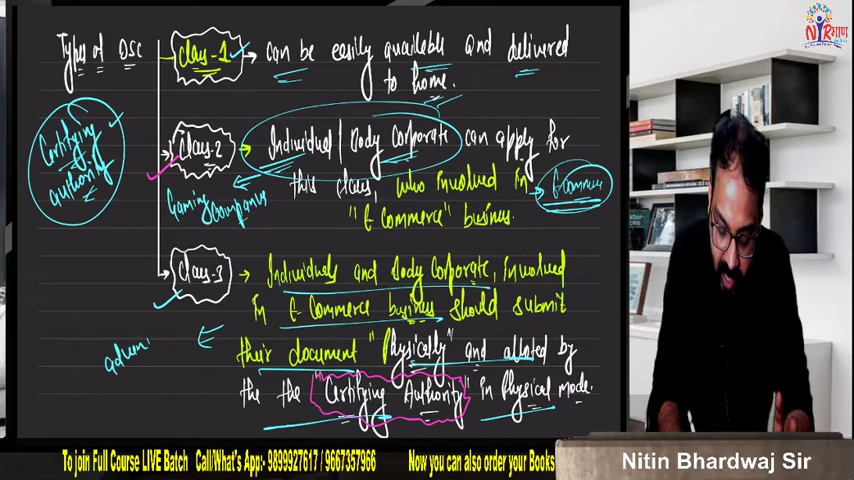 Types of DSC
Class-1 → can be easily available and delivered
to home.
Certifying
authority
Class-2 → Individual / Body Corporate can apply for
this class, who involved in → E-Commerce
"E-Commerce" business.
Gaming Companies
Class-3 → Individuals and Body Corporate, involved
In E-Commerce business should submit
their document "Physically" and alloted by
the the "Certifying Authority" in Physical mode.
To join Full Course LIVE Batch Call/What's App:- 9899927617 / 9667357966 Now you can also order your Books
Nitin Bhardwaj Sir